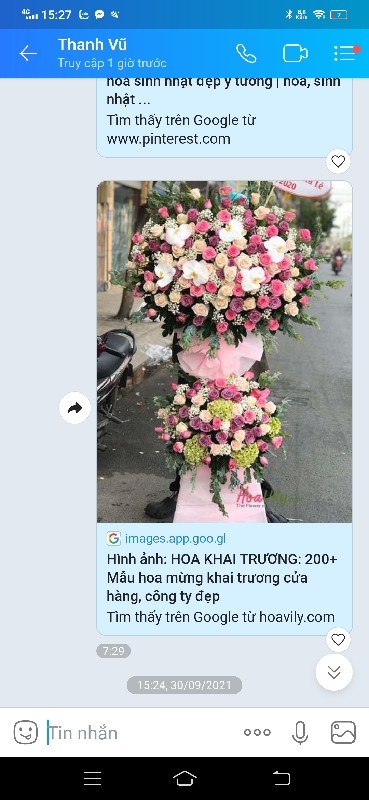 4G 15:27
Thanh Vũ
Truy cập 1 giờ trước
hoa sinh nhật đẹp ý tưởng | hoa, sinh
nhật ...
Tìm thấy trên Google từ
www.pinterest.com
2020
images.app.goo.gl
Hình ảnh: HOA KHAI TRƯƠNG: 200+
Mẫu hoa mừng khai trương cửa
hàng, công ty đẹp
Tìm thấy trên Google từ hoavily.com
7:29
15:24, 30/09/2021
Tin nhắn